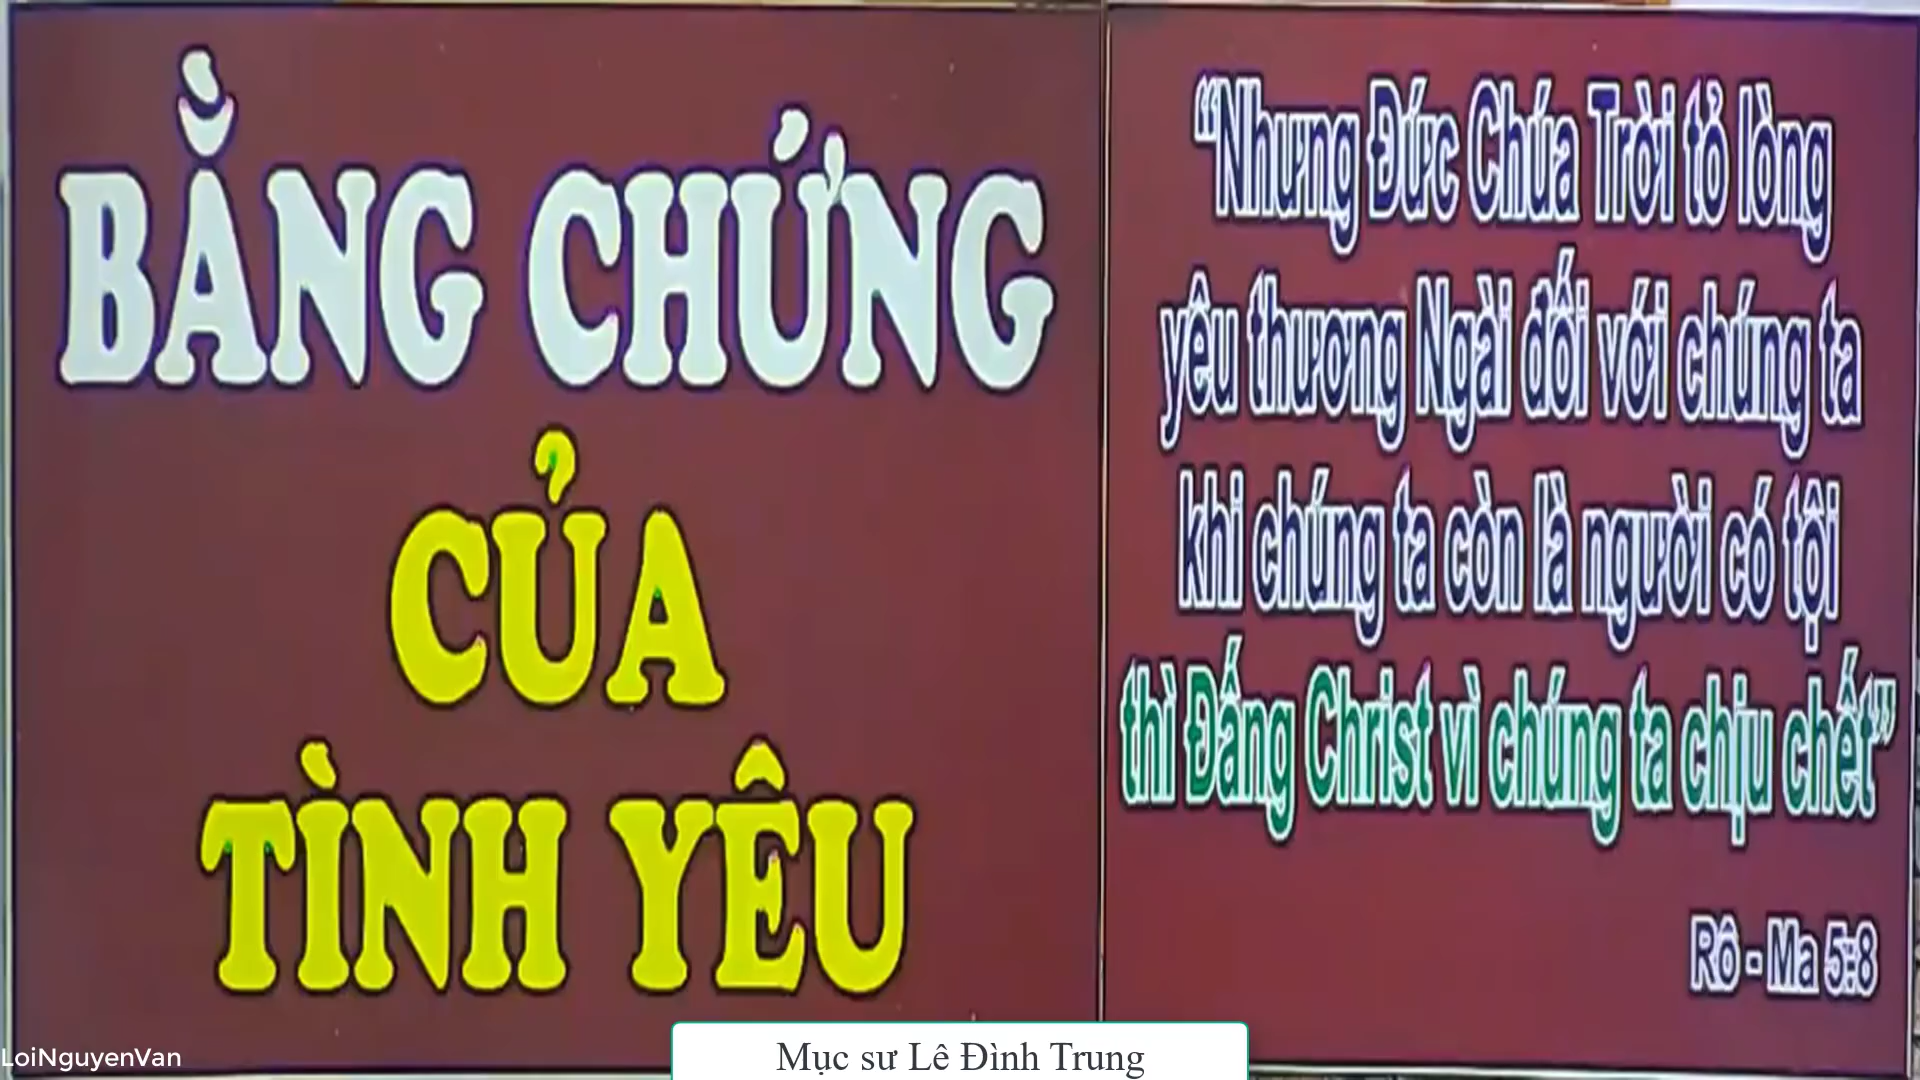 BẰNG CHỨNG
CỦA
TÌNH YÊU
“Nhưng Đức Chúa Trời tỏ lòng
yêu thương Ngài đối với chúng ta
khi chúng ta còn là người có tội
thì Đấng Christ vì chúng ta chịu chết”
Rô - Ma 5:8
LoiNguyenVan
Mục sư Lê Đình Trung